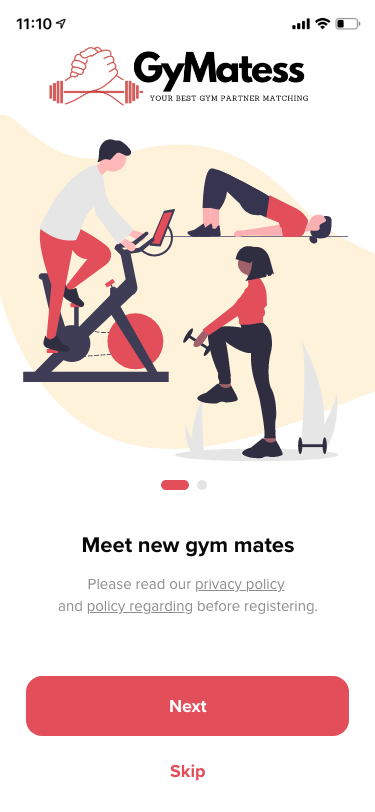 11:10
GyMatess
YOUR BEST GYM PARTNER MATCHING
Meet new gym mates
Please read our privacy policy
and policy regarding before registering.
Next
Skip